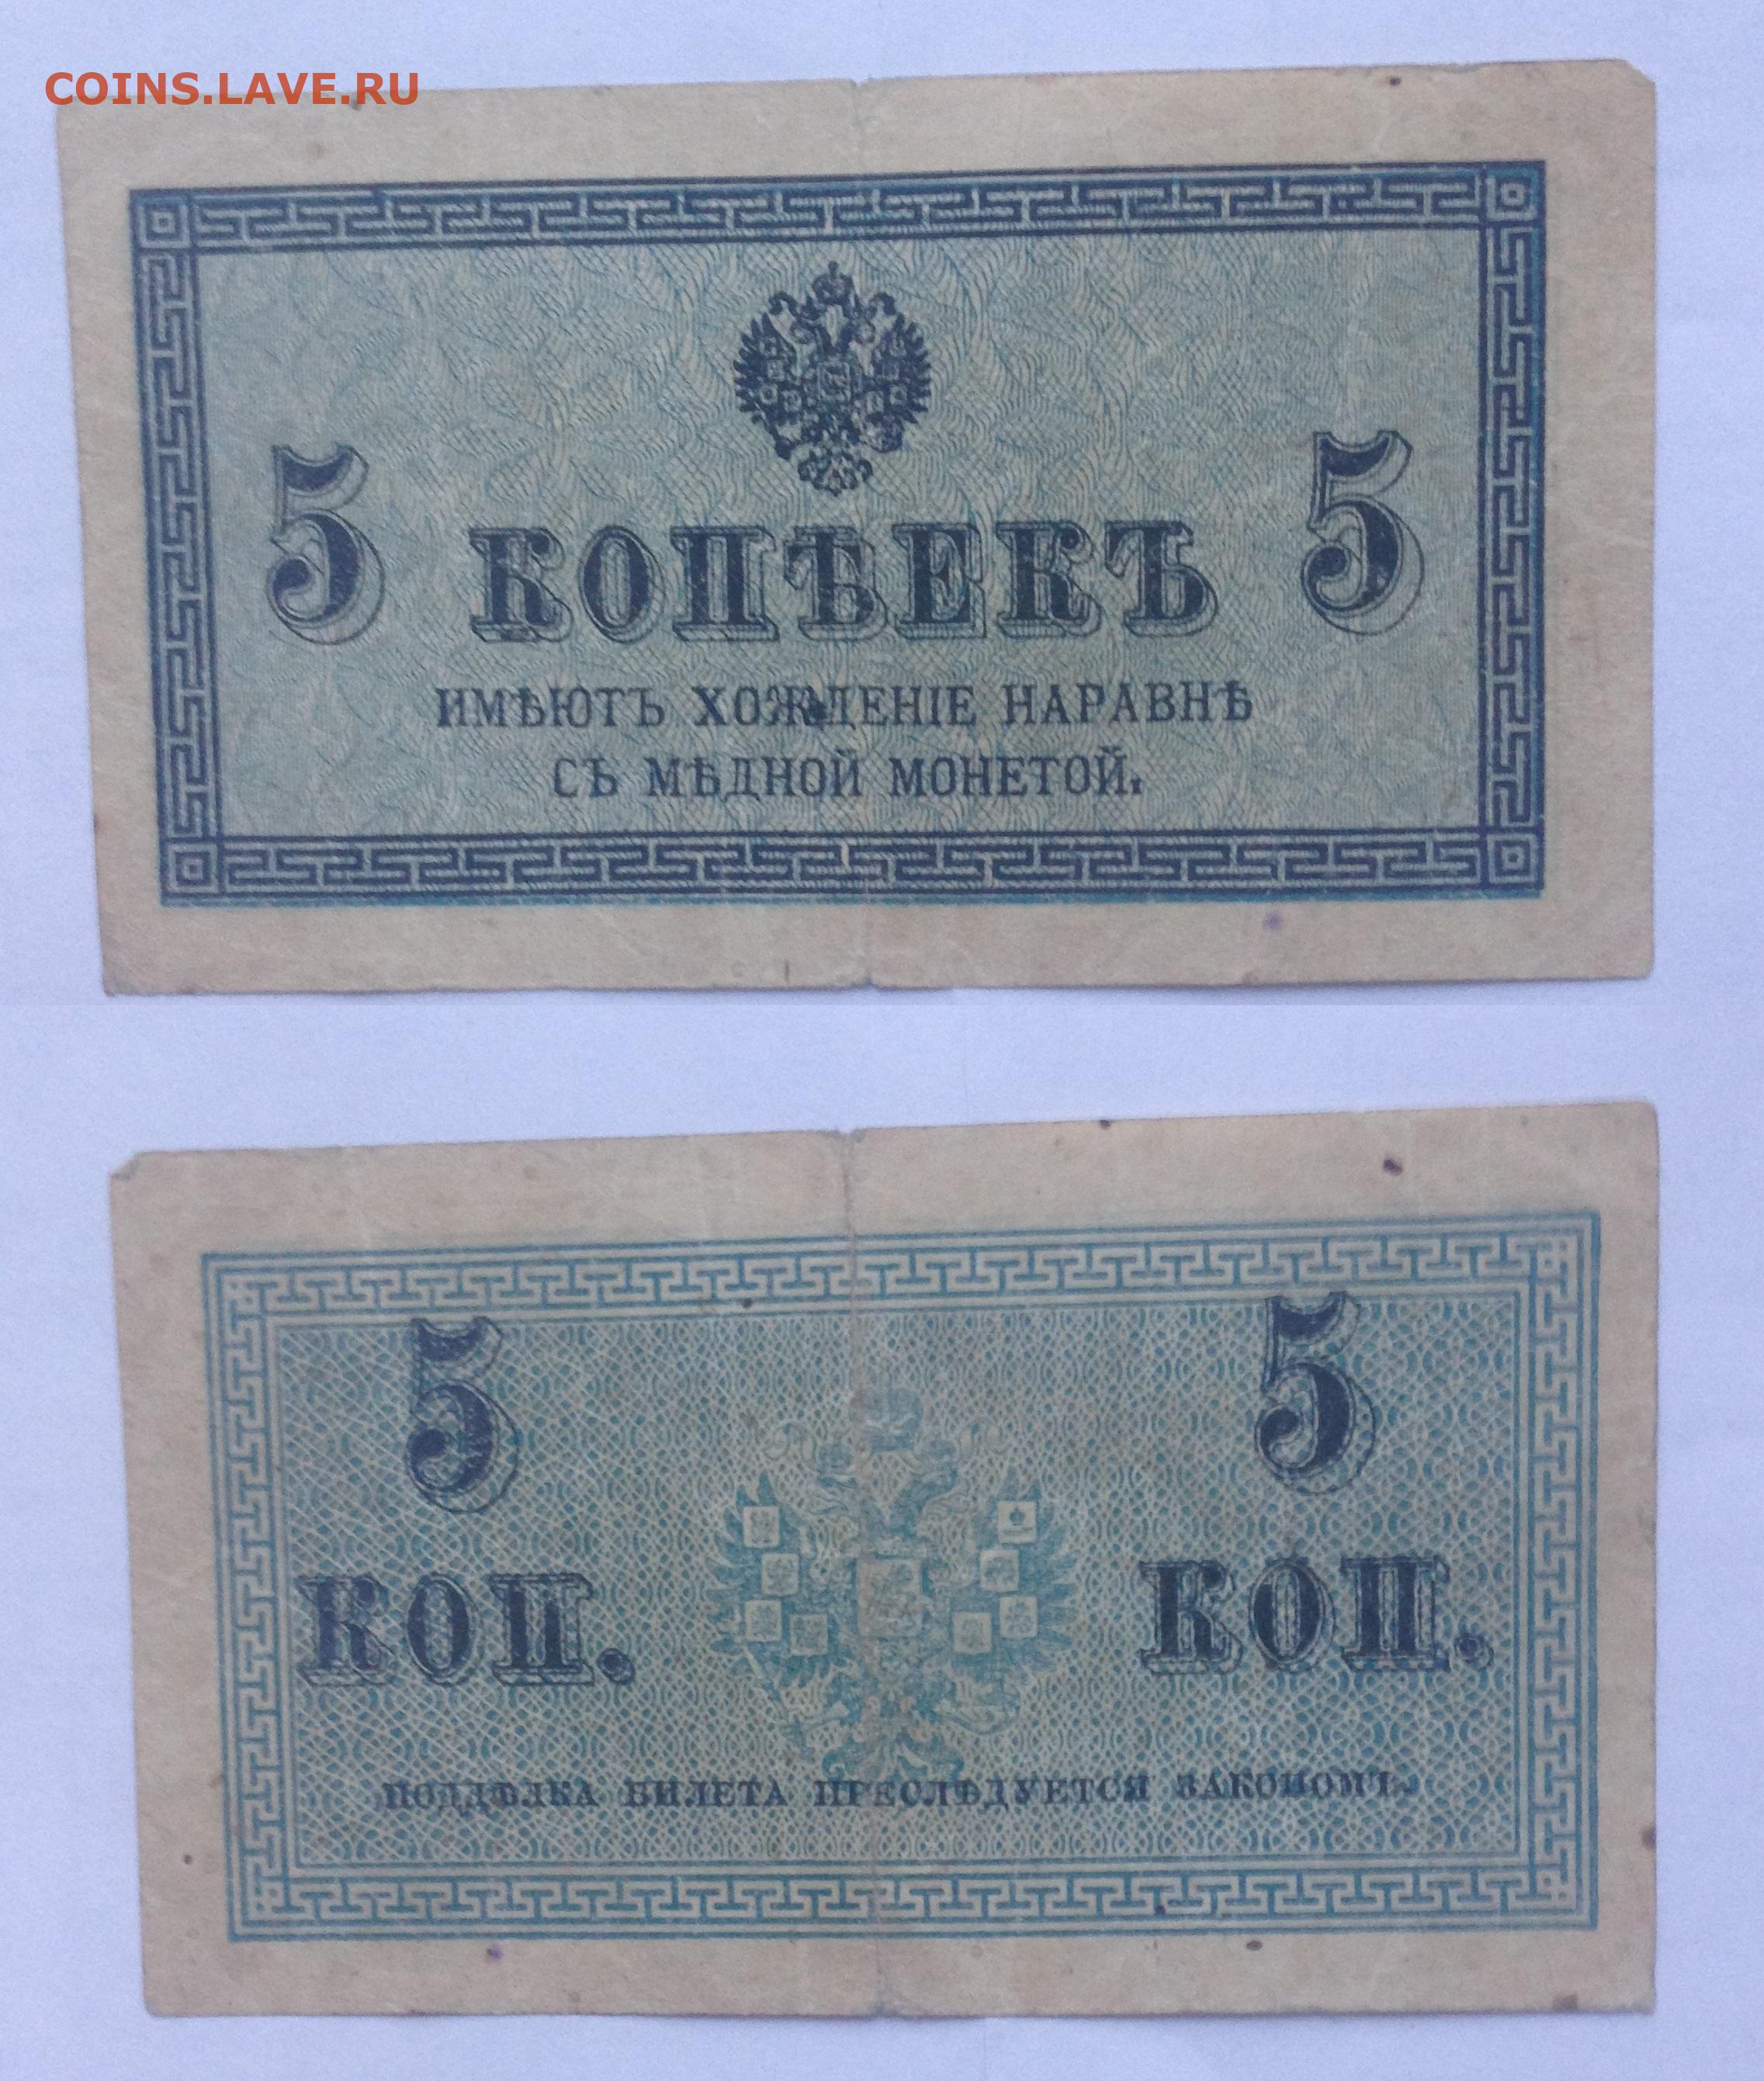 COINS.LAVE.RU
5 КОПѢЕКЪ 5
ИМѢЮТЪ ХОЖДЕНІЕ НАРАВНѢ
СЪ МѢДНОЙ МОНЕТОЙ.
5 5
КОП. КОП.
ПОДДѢЛКА БИЛЕТА ПРЕСЛѢДУЕТСЯ ЗАКОНОМЪ.